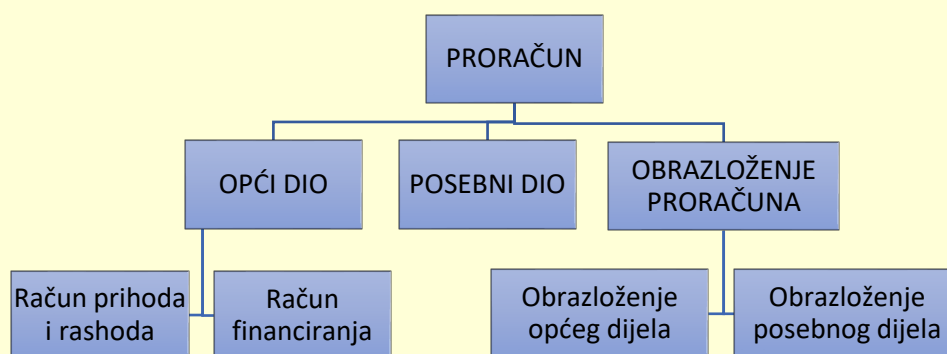 PRORAČUN
OPĆI DIO
POSEBNI DIO
OBRAZLOŽENJE
PRORAČUNA
Račun prihoda
i rashoda
Račun
financiranja
Obrazloženje
općeg dijela
Obrazloženje
posebnog dijela